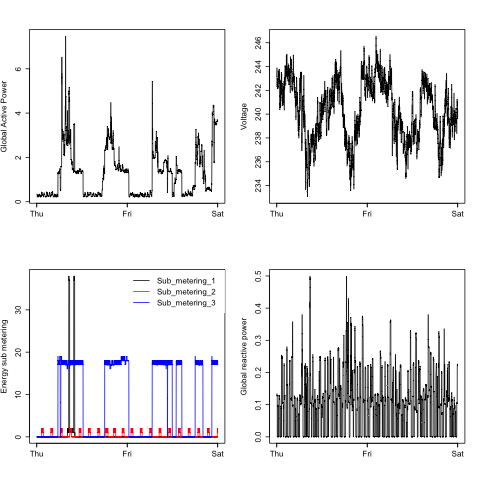 Global Active Power
0 2 4 6
Thu Fri Sat
Voltage
234 236 238 240 242 244 246
Thu Fri Sat
Energy sub metering
0 10 20 30
Sub_metering_1
Sub_metering_2
Sub_metering_3
Thu Fri Sat
Global reactive power
0.0 0.1 0.2 0.3 0.4 0.5
Thu Fri Sat